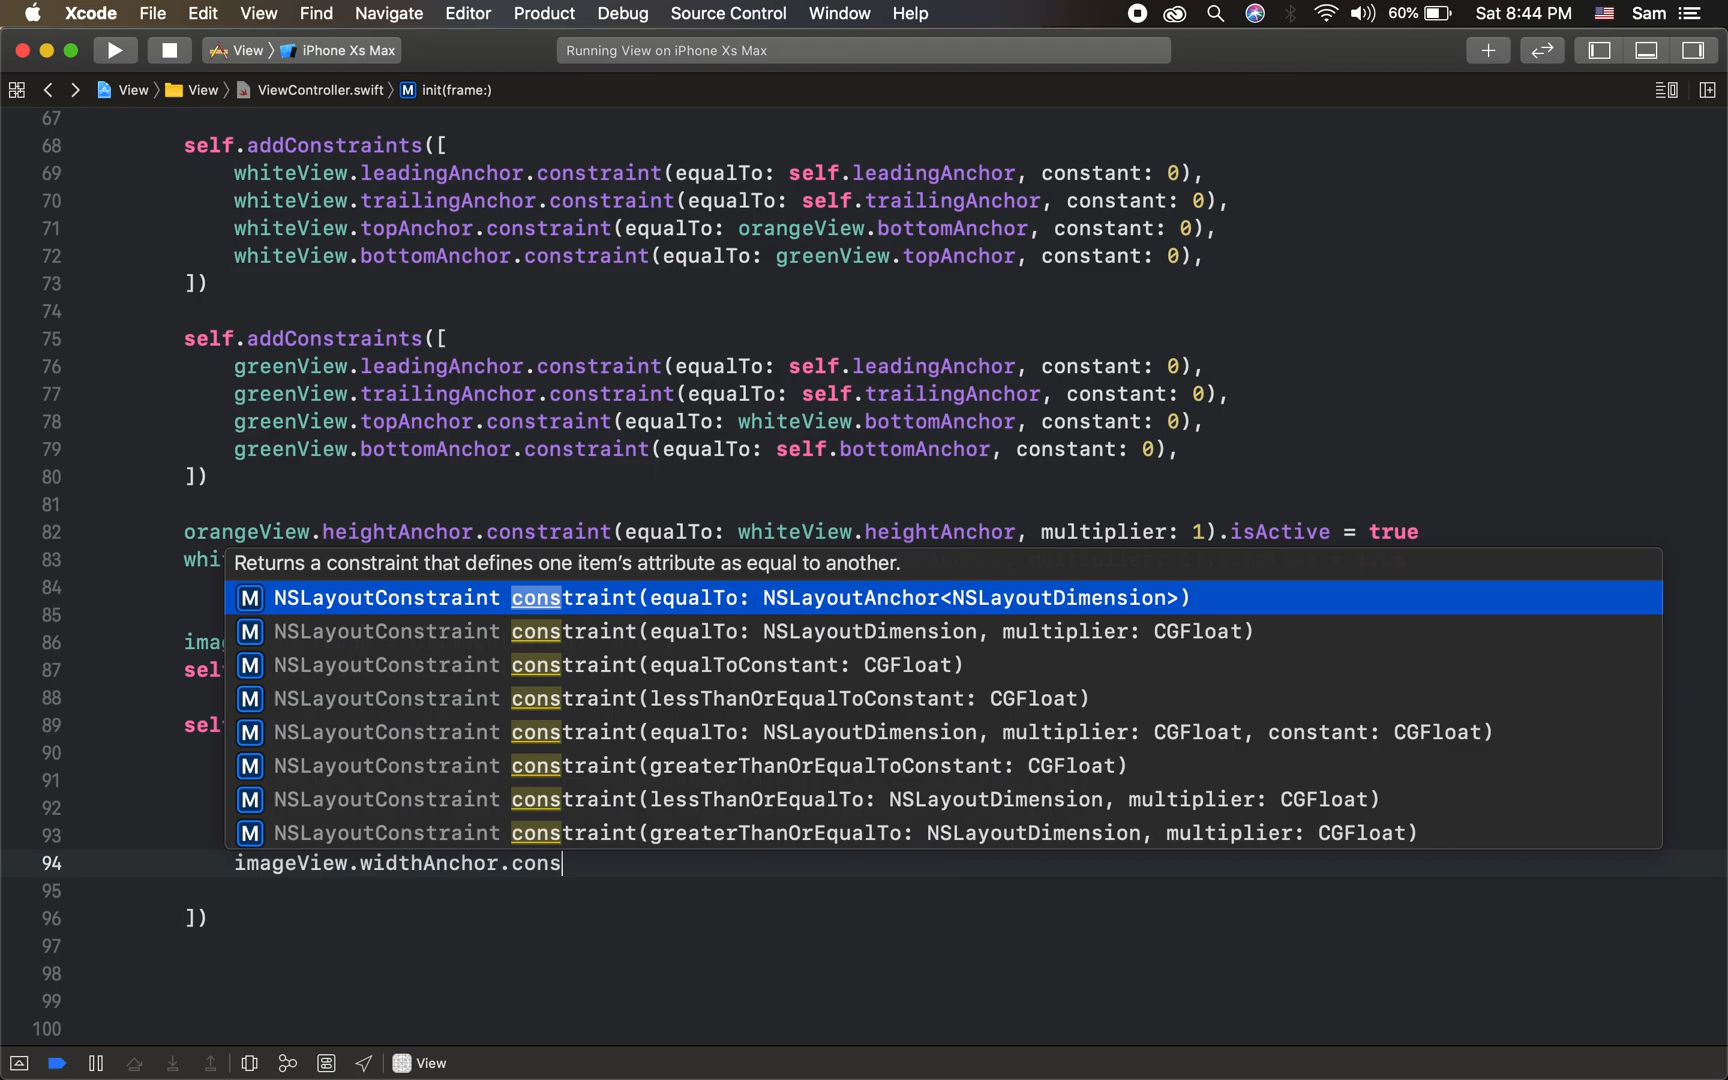 Xcode File Edit View Find Navigate Editor Product Debug Source Control Window Help 60% Sat 8:44 PM Sam
View iPhone Xs Max Running View on iPhone Xs Max
View View ViewController.swift M init(frame:)
67
68 self.addConstraints([
69 whiteView.leadingAnchor.constraint(equalTo: self.leadingAnchor, constant: 0),
70 whiteView.trailingAnchor.constraint(equalTo: self.trailingAnchor, constant: 0),
71 whiteView.topAnchor.constraint(equalTo: orangeView.bottomAnchor, constant: 0),
72 whiteView.bottomAnchor.constraint(equalTo: greenView.topAnchor, constant: 0),
73 ])
74
75 self.addConstraints([
76 greenView.leadingAnchor.constraint(equalTo: self.leadingAnchor, constant: 0),
77 greenView.trailingAnchor.constraint(equalTo: self.trailingAnchor, constant: 0),
78 greenView.topAnchor.constraint(equalTo: whiteView.bottomAnchor, constant: 0),
79 greenView.bottomAnchor.constraint(equalTo: self.bottomAnchor, constant: 0),
80 ])
81
82 orangeView.heightAnchor.constraint(equalTo: whiteView.heightAnchor, multiplier: 1).isActive = true
83 whi
Returns a constraint that defines one item's attribute as equal to another.
84
M NSLayoutConstraint constraint(equalTo: NSLayoutAnchor<NSLayoutDimension>)
85
M NSLayoutConstraint constraint(equalTo: NSLayoutDimension, multiplier: CGFloat)
86 ima
M NSLayoutConstraint constraint(equalToConstant: CGFloat)
87 sel
M NSLayoutConstraint constraint(lessThanOrEqualToConstant: CGFloat)
88
89 sel
M NSLayoutConstraint constraint(equalTo: NSLayoutDimension, multiplier: CGFloat, constant: CGFloat)
90
M NSLayoutConstraint constraint(greaterThanOrEqualToConstant: CGFloat)
91
M NSLayoutConstraint constraint(lessThanOrEqualTo: NSLayoutDimension, multiplier: CGFloat)
92
M NSLayoutConstraint constraint(greaterThanOrEqualTo: NSLayoutDimension, multiplier: CGFloat)
93
94 imageView.widthAnchor.cons
95
96 ])
97
98
99
100
View